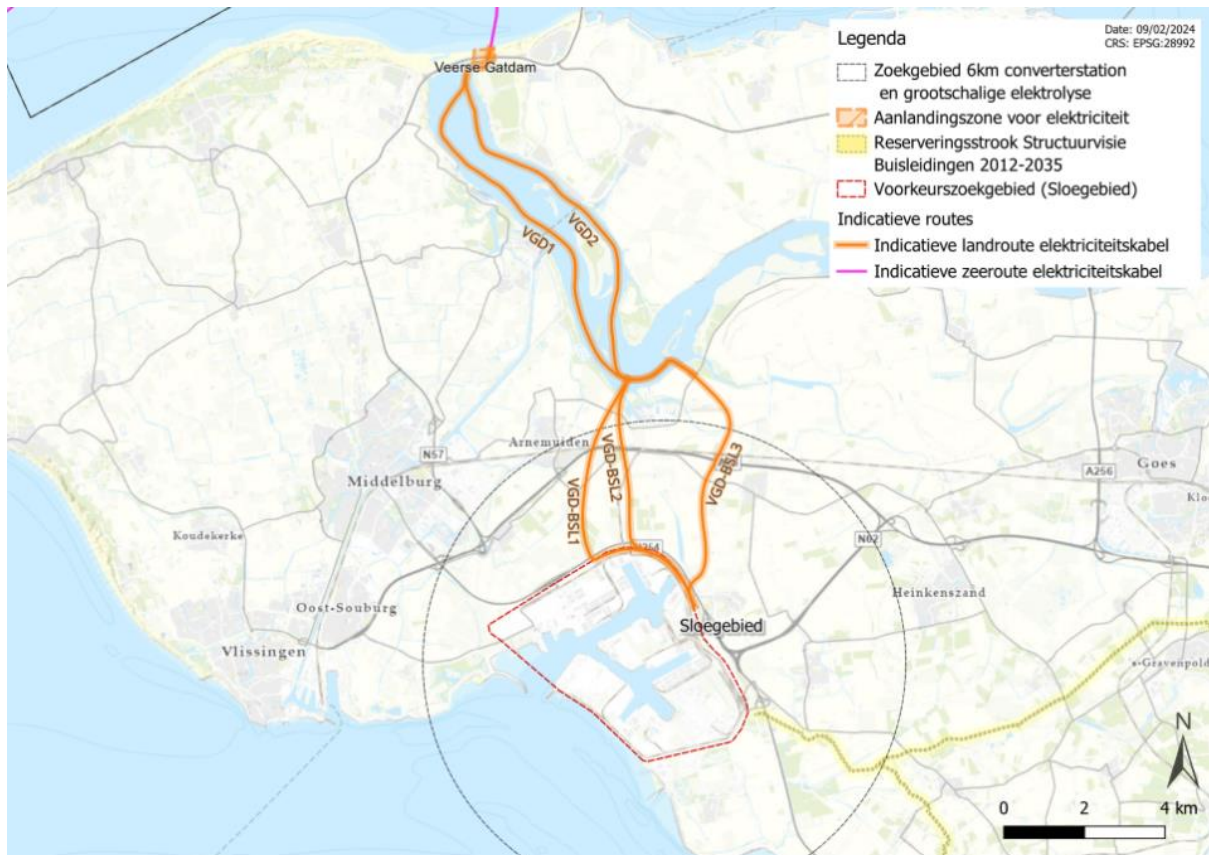 Legenda
Date: 09/02/2024
CRS: EPSG:28992
Zoekgebied 6km converterstation
en grootschalige elektrolyse
Aanlandingszone voor elektriciteit
Reserveringsstrook Structuurvisie
Buisleidingen 2012-2035
Voorkeurszoekgebied (Sloegebied)
Indicatieve routes
Indicatieve landroute elektriciteitskabel
Indicatieve zeeroute elektriciteitskabel
Veerse Gatdam
VGD1
VGD2
Arnemuiden
N57
Middelburg
VGD-BSL1
VGD-BSL2
VGD-BSL3
A256
Goes
Klo
Koudekerke
N62
Oost-Souburg
Heinkenszand
Sloegebied
Vlissingen
's-Gravenpold
N
0 2 4 km